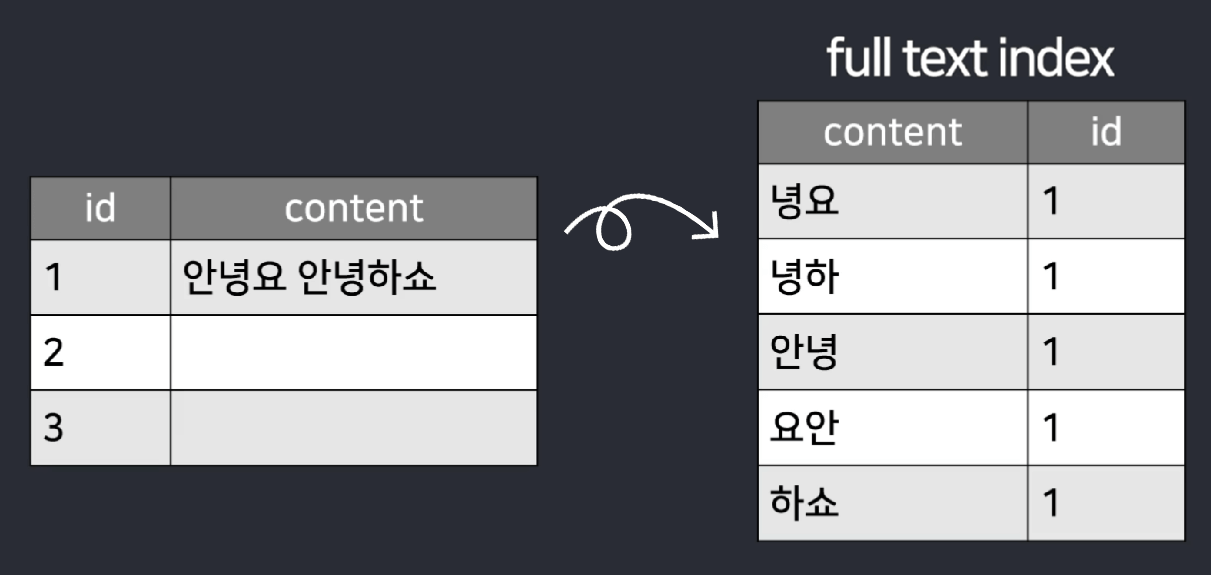 full text index
id content
1 안녕요 안녕하쇼
2
3
content id
녕요 1
녕하 1
안녕 1
요안 1
하쇼 1